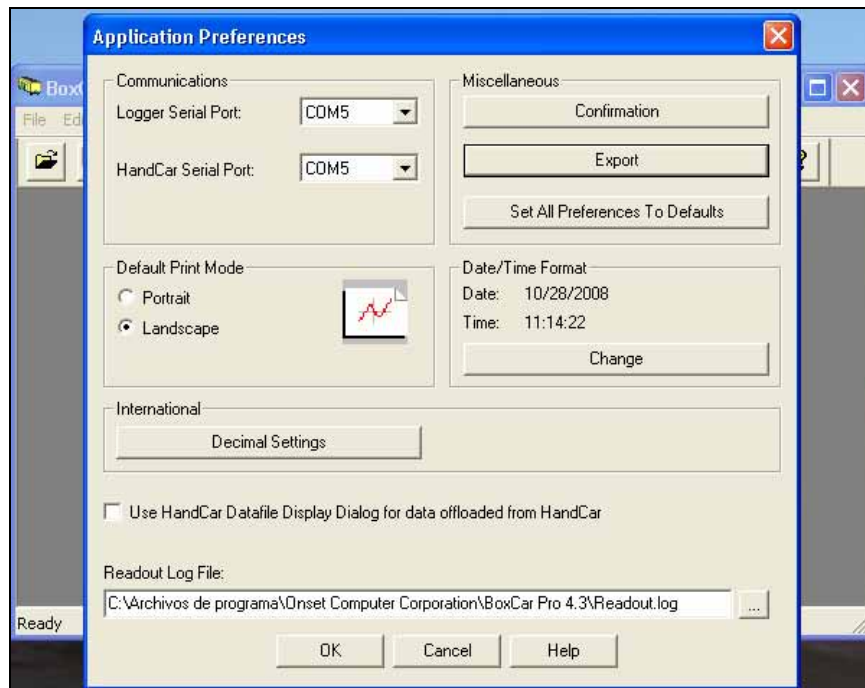 Application Preferences
Box
File Ed
Communications
Logger Serial Port: COM5
HandCar Serial Port: COM5
Miscellaneous
Confirmation
Export
Set All Preferences To Defaults
Default Print Mode
Portrait
Landscape
Date/Time Format
Date: 10/28/2008
Time: 11:14:22
Change
International
Decimal Settings
Use HandCar Datafile Display Dialog for data offloaded from HandCar
Readout Log File:
C:\Archivos de programa\Onset Computer Corporation\BoxCar Pro 4.3\Readout.log
...
Ready
OK Cancel Help